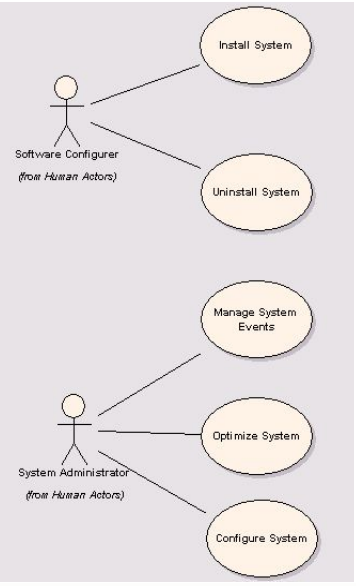 Install System
Software Configurer
(from Human Actors)
Uninstall System
Manage System
Events
Optimize System
System Administrator
(from Human Actors)
Configure System